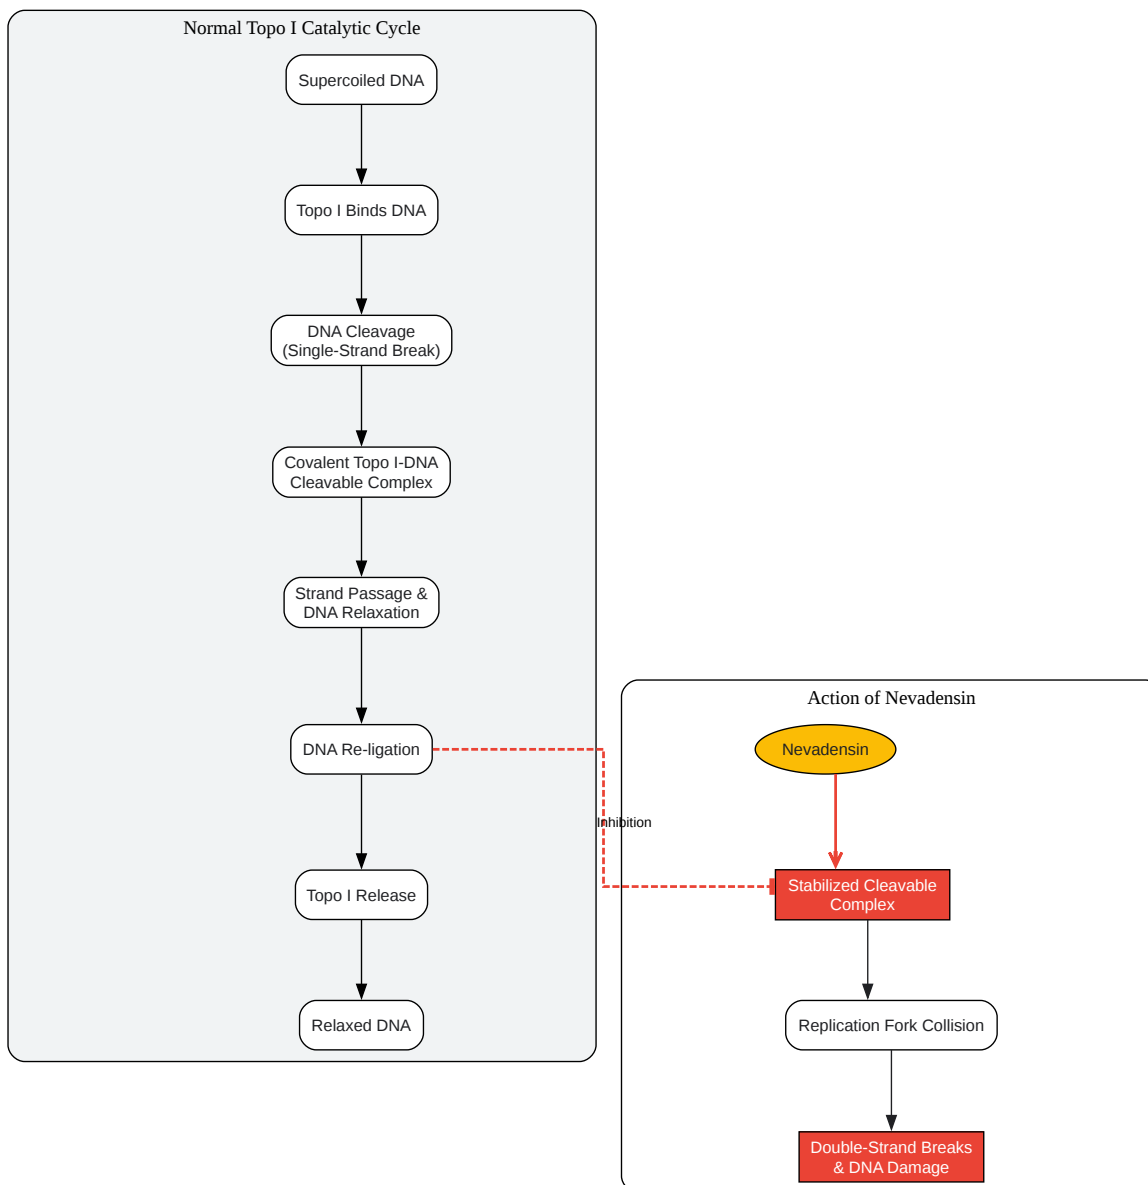 Normal Topo I Catalytic Cycle
Supercoiled DNA
Topo I Binds DNA
DNA Cleavage
(Single-Strand Break)
Covalent Topo I-DNA
Cleavable Complex
Strand Passage &
DNA Relaxation
DNA Re-ligation
Topo I Release
Relaxed DNA
Inhibition
Action of Nevadensin
Nevadensin
Stabilized Cleavable
Complex
Replication Fork Collision
Double-Strand Breaks
& DNA Damage